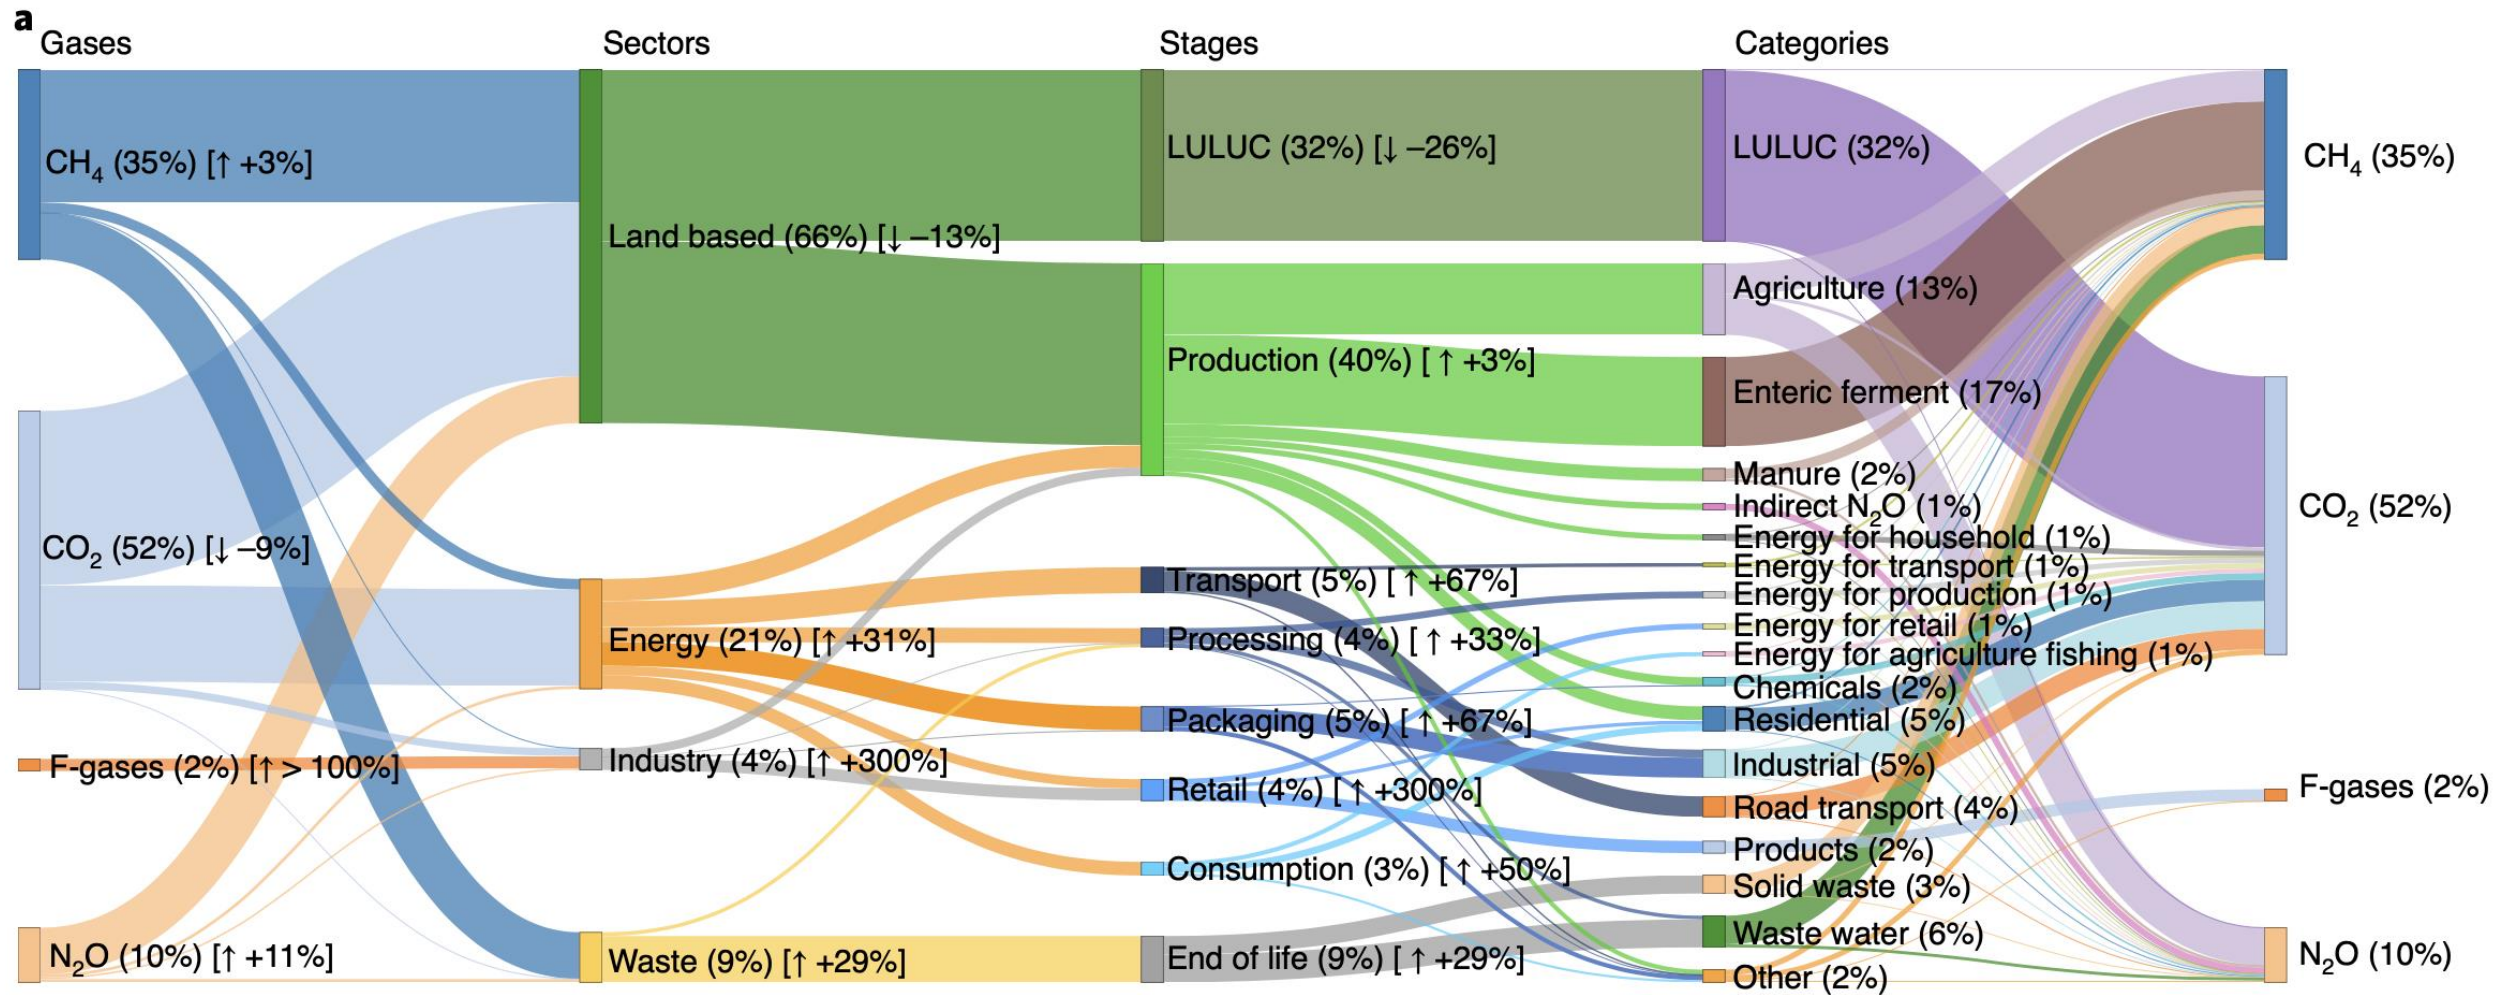 a
Gases
Sectors
Stages
Categories
CH₄ (35%) [↑ +3%]
CO₂ (52%) [↓ –9%]
F-gases (2%) [↑ > 100%]
N₂O (10%) [↑ +11%]
Land based (66%) [↓ –13%]
Energy (21%) [↑ +31%]
Industry (4%) [↑ +300%]
Waste (9%) [↑ +29%]
LULUC (32%) [↓ –26%]
Production (40%) [ ↑ +3%]
Transport (5%) [ ↑ +67%]
Processing (4%) [ ↑ +33%]
Packaging (5%) [ ↑ +67%]
Retail (4%) [ ↑ +300%]
Consumption (3%) [ ↑ +50%]
End of life (9%) [ ↑ +29%]
LULUC (32%)
Agriculture (13%)
Enteric ferment (17%)
Manure (2%)
Indirect N₂O (1%)
Energy for household (1%)
Energy for transport (1%)
Energy for production (1%)
Energy for retail (1%)
Energy for agriculture fishing (1%)
Chemicals (2%)
Residential (5%)
Industrial (5%)
Road transport (4%)
Products (2%)
Solid waste (3%)
Waste water (6%)
Other (2%)
CH₄ (35%)
CO₂ (52%)
F-gases (2%)
N₂O (10%)